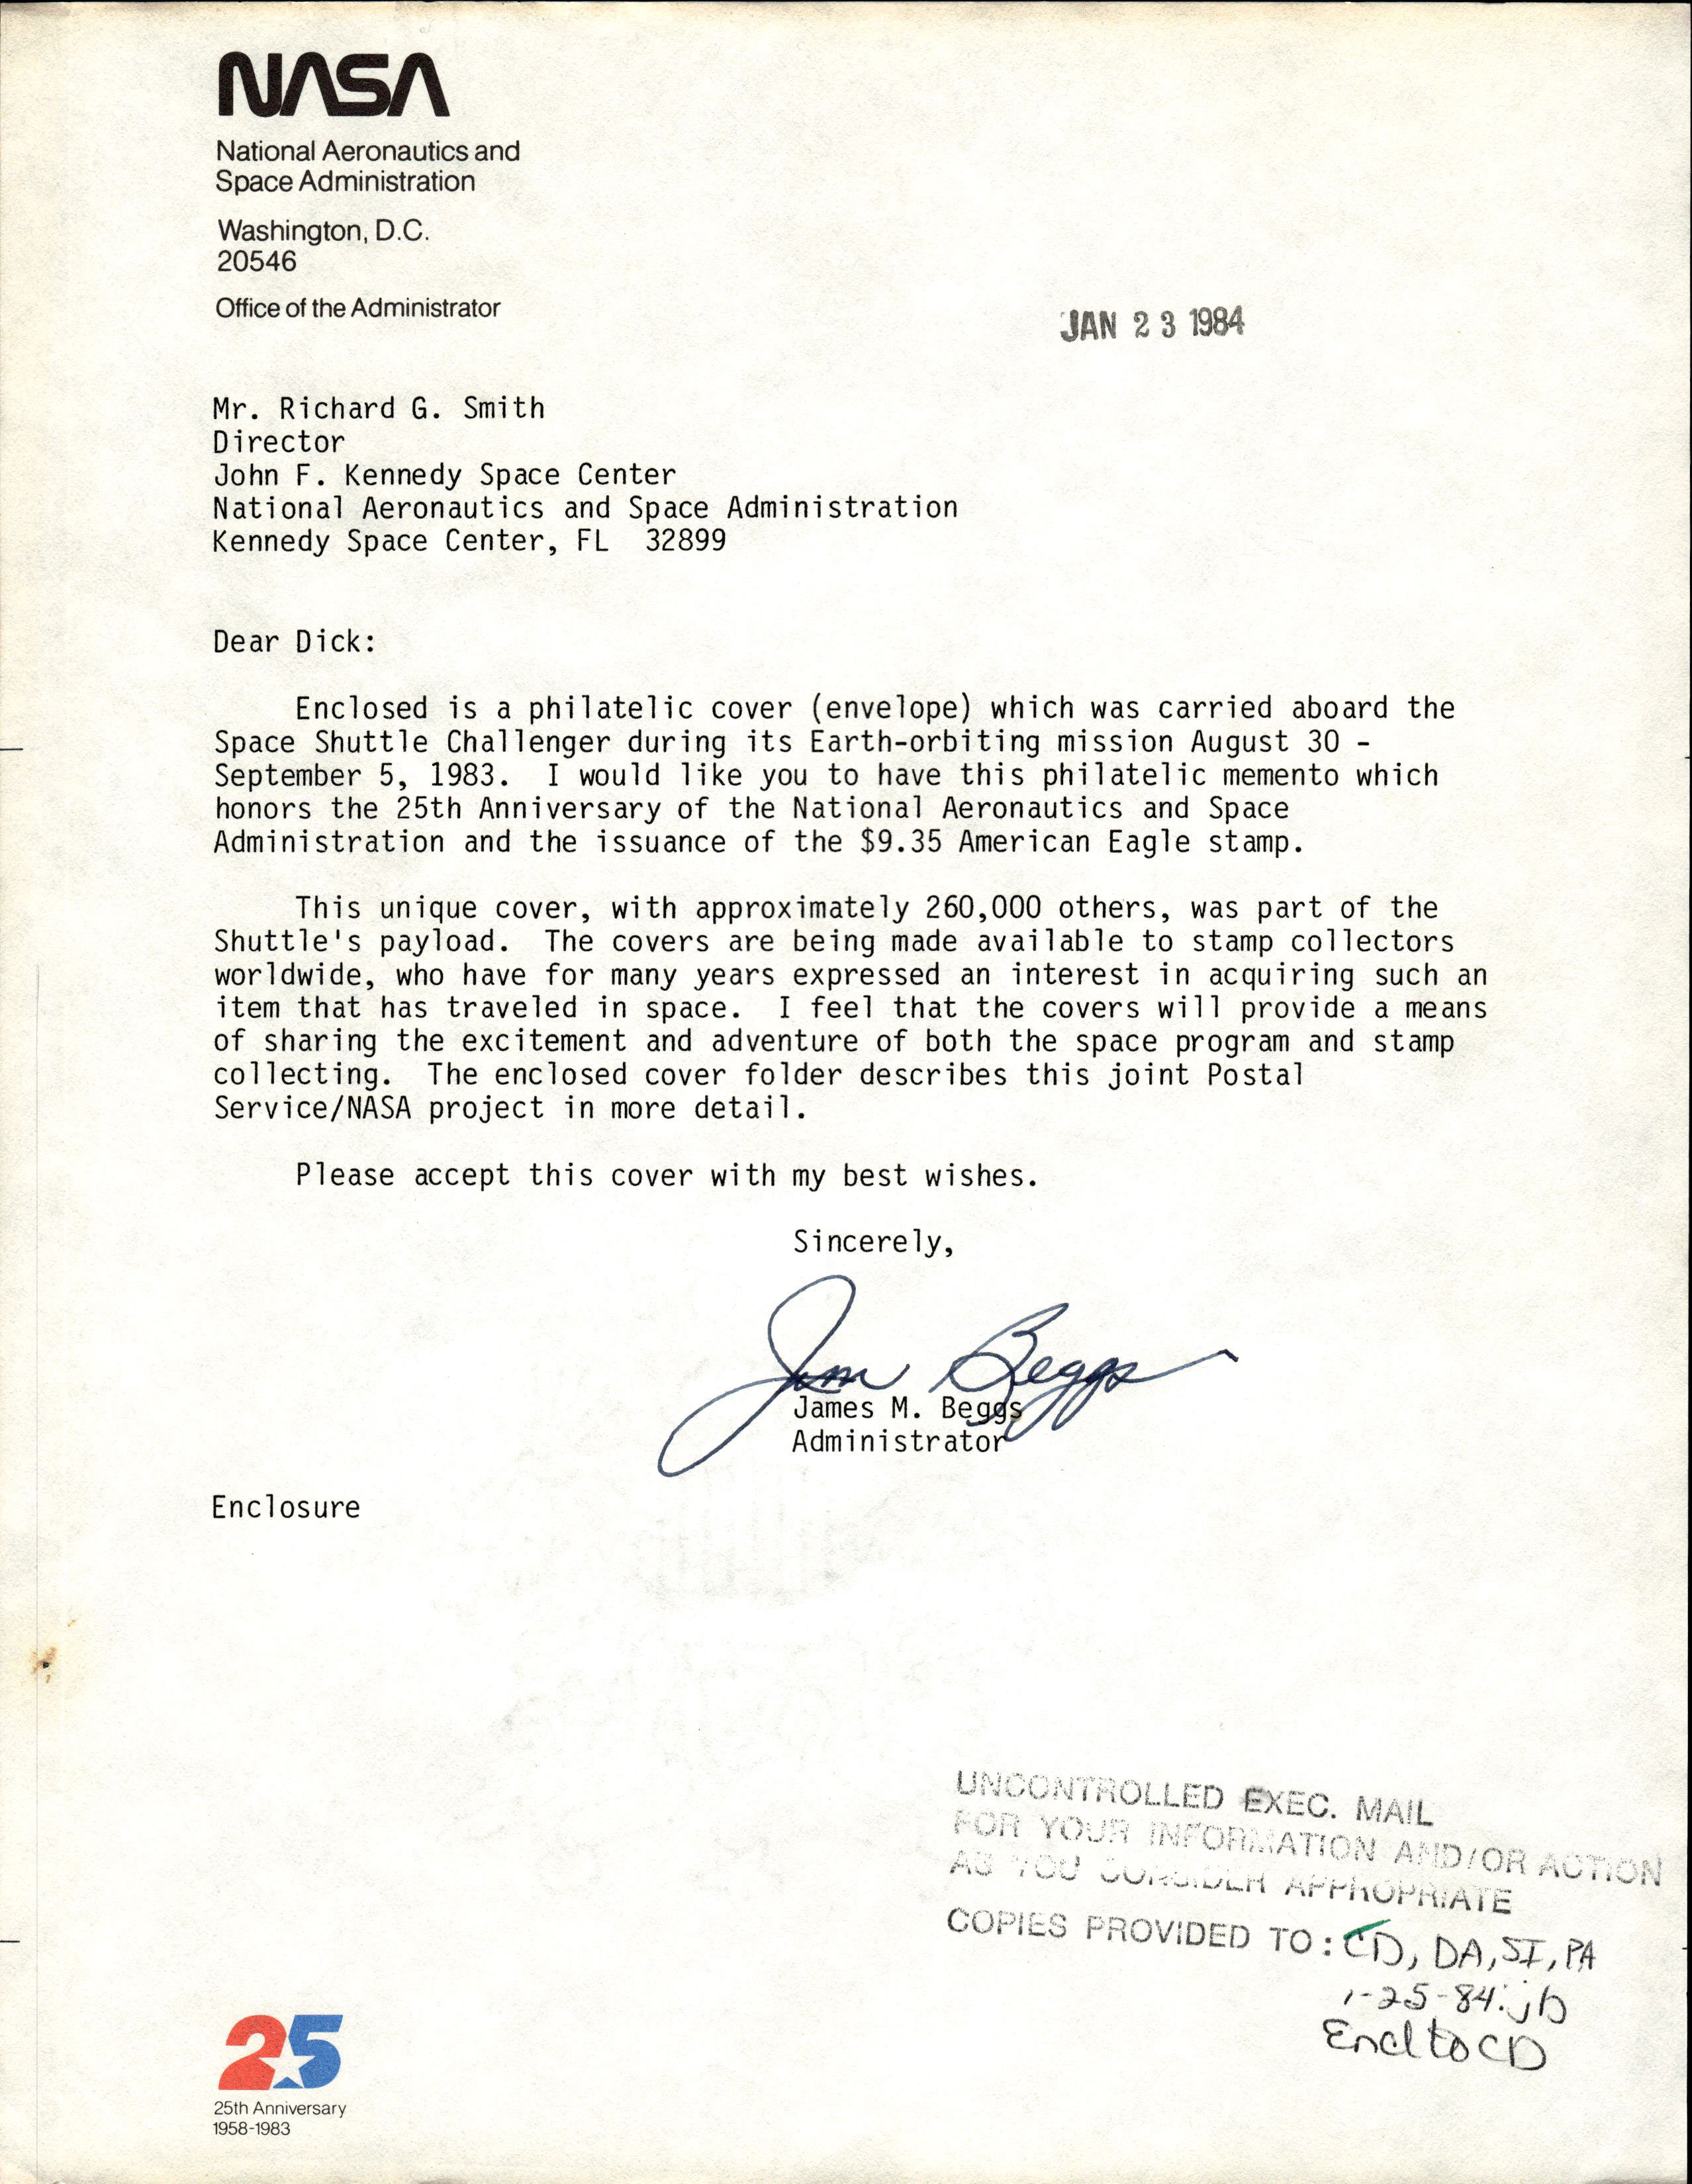 NASA
National Aeronautics and
Space Administration
Washington, D.C.
20546
Office of the Administrator
JAN 23 1984
Mr. Richard G. Smith
Director
John F. Kennedy Space Center
National Aeronautics and Space Administration
Kennedy Space Center, FL  32899
Dear Dick:
Enclosed is a philatelic cover (envelope) which was carried aboard the
Space Shuttle Challenger during its Earth-orbiting mission August 30 -
September 5, 1983.  I would like you to have this philatelic memento which
honors the 25th Anniversary of the National Aeronautics and Space
Administration and the issuance of the $9.35 American Eagle stamp.
This unique cover, with approximately 260,000 others, was part of the
Shuttle's payload.  The covers are being made available to stamp collectors
worldwide, who have for many years expressed an interest in acquiring such an
item that has traveled in space.  I feel that the covers will provide a means
of sharing the excitement and adventure of both the space program and stamp
collecting.  The enclosed cover folder describes this joint Postal
Service/NASA project in more detail.
Please accept this cover with my best wishes.
Sincerely,
Jim Beggs
James M. Beggs
Administrator
Enclosure
UNCONTROLLED EXEC. MAIL
FOR YOUR INFORMATION AND/OR ACTION
AS YOU CONSIDER APPROPRIATE
COPIES PROVIDED TO: CD, DA, SI, PA
1-25-84:jb
Encl to CD
25
25th Anniversary
1958-1983